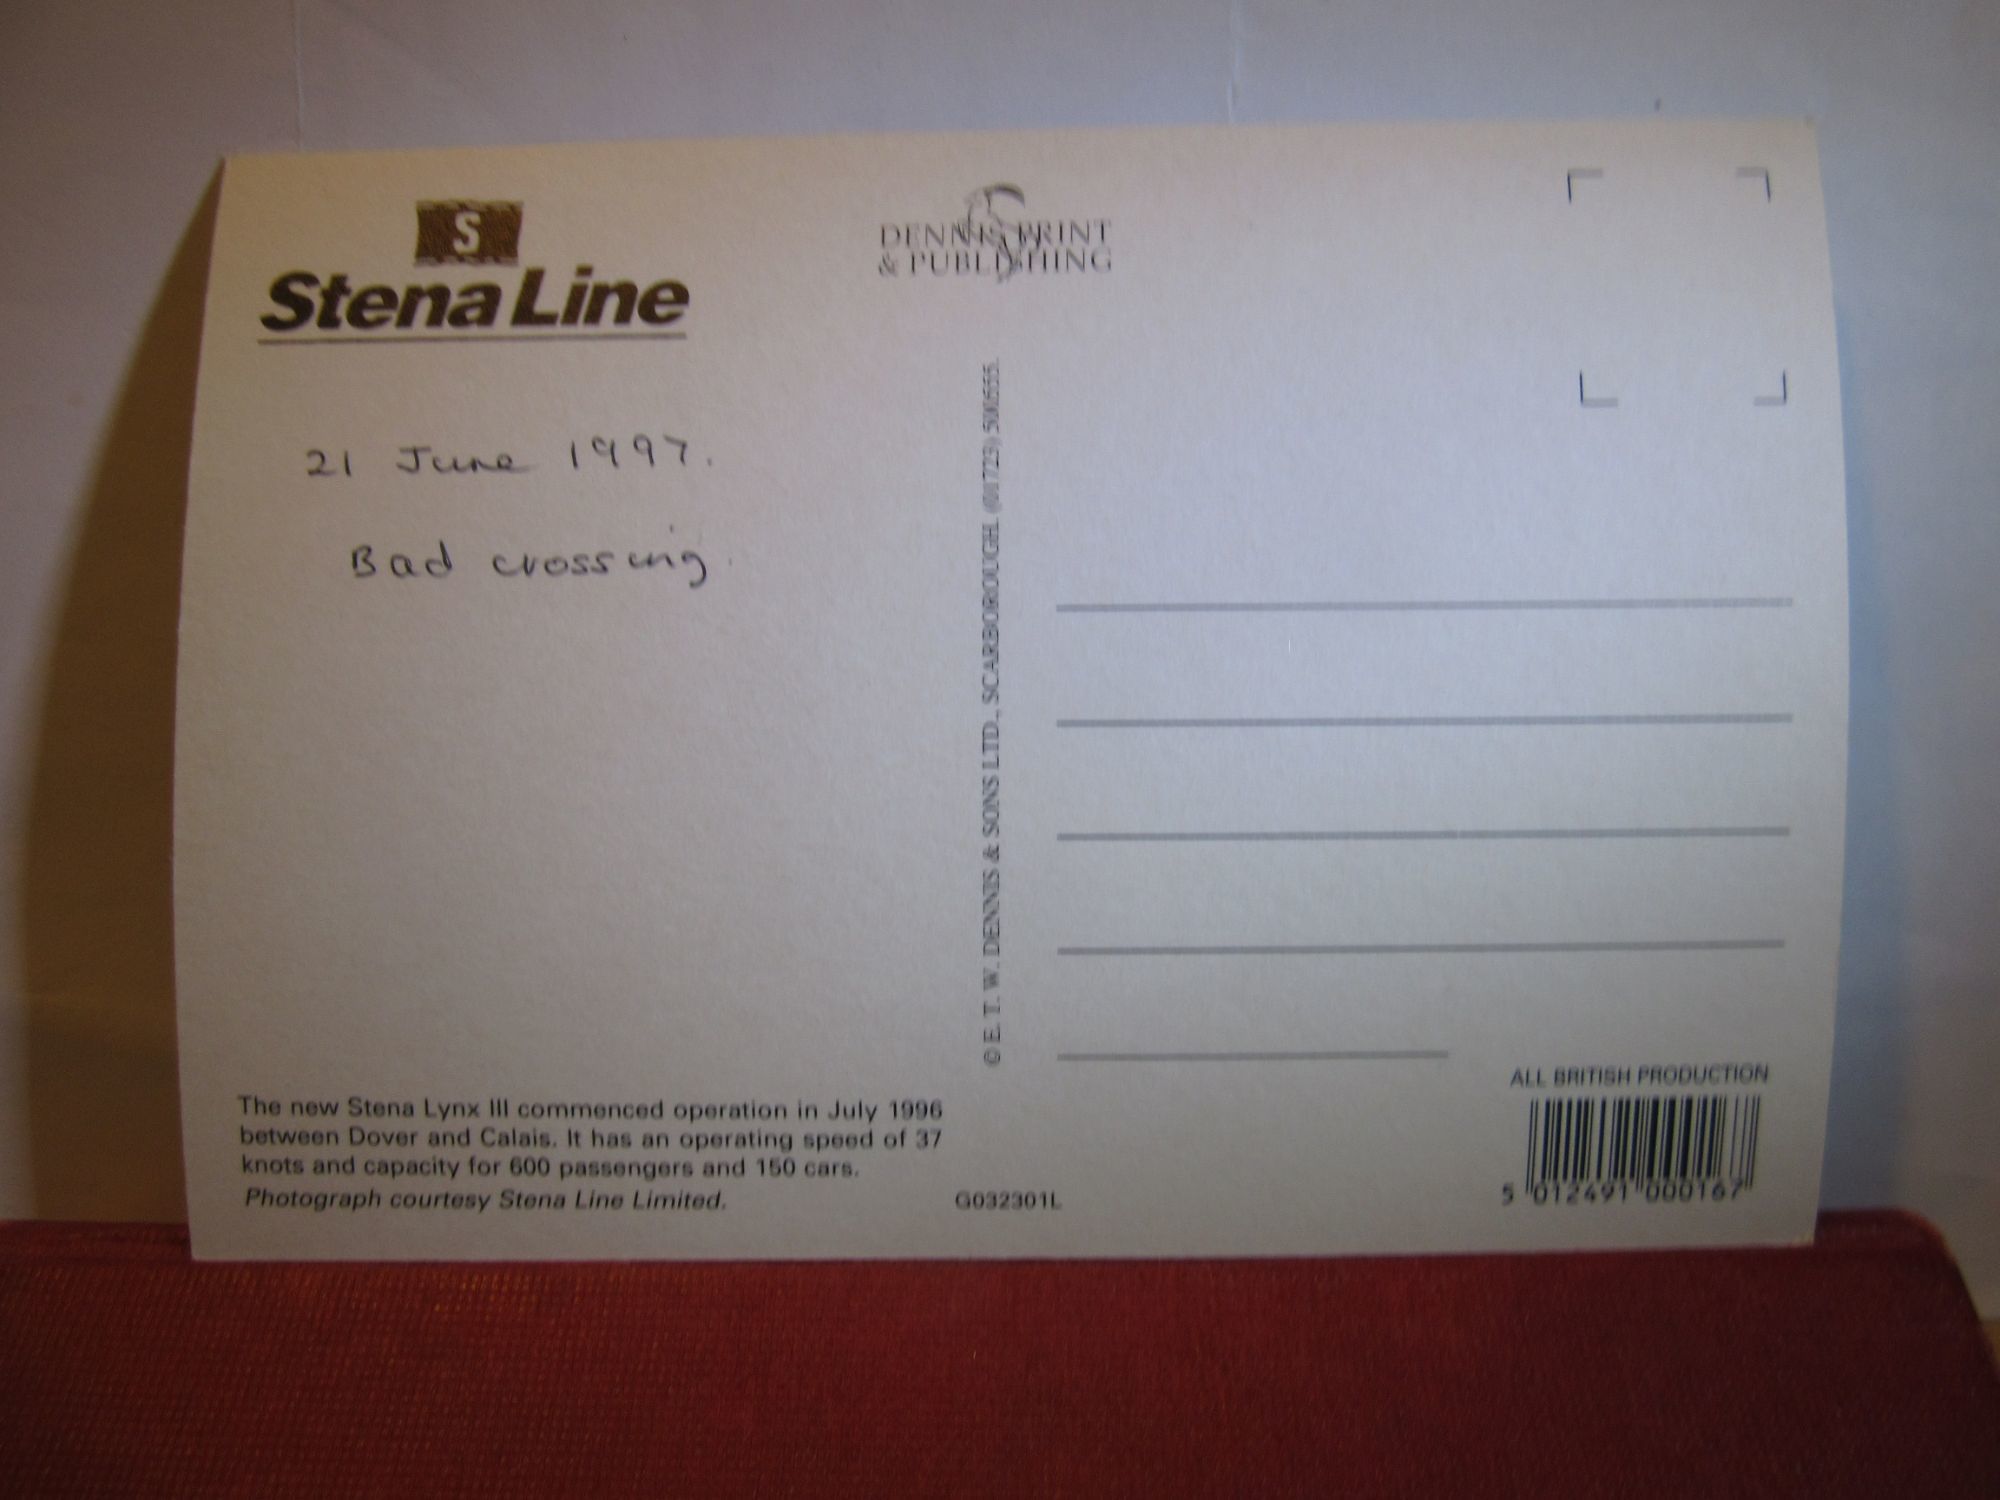 S
Stena Line
DENNIS PRINT
& PUBLISHING
21 June 1997.
Bad crossing.
© E. T. W. DENNIS & SONS LTD., SCARBOROUGH. (01723) 500555.
The new Stena Lynx III commenced operation in July 1996
between Dover and Calais. It has an operating speed of 37
knots and capacity for 600 passengers and 150 cars.
Photograph courtesy Stena Line Limited.
G032301L
ALL BRITISH PRODUCTION
5 012491 000167